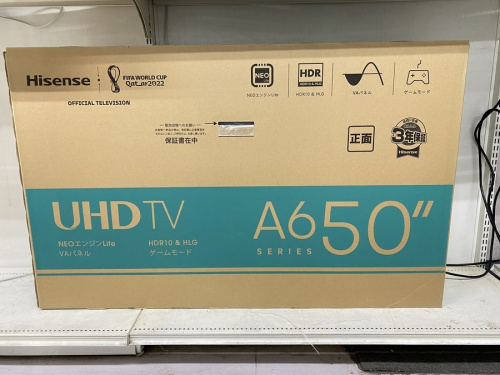 Hisense
FIFA WORLD CUP
Qatar2022
OFFICIAL TELEVISION
NEO
NEOエンジンLite
HDR
HDR10 & HLG
VAパネル
ゲームモード
保証書在中
正面
3年保証
Hisense
UHD TV
NEOエンジンLite
HDR10 & HLG
VAパネル
ゲームモード
A6 50"
SERIES